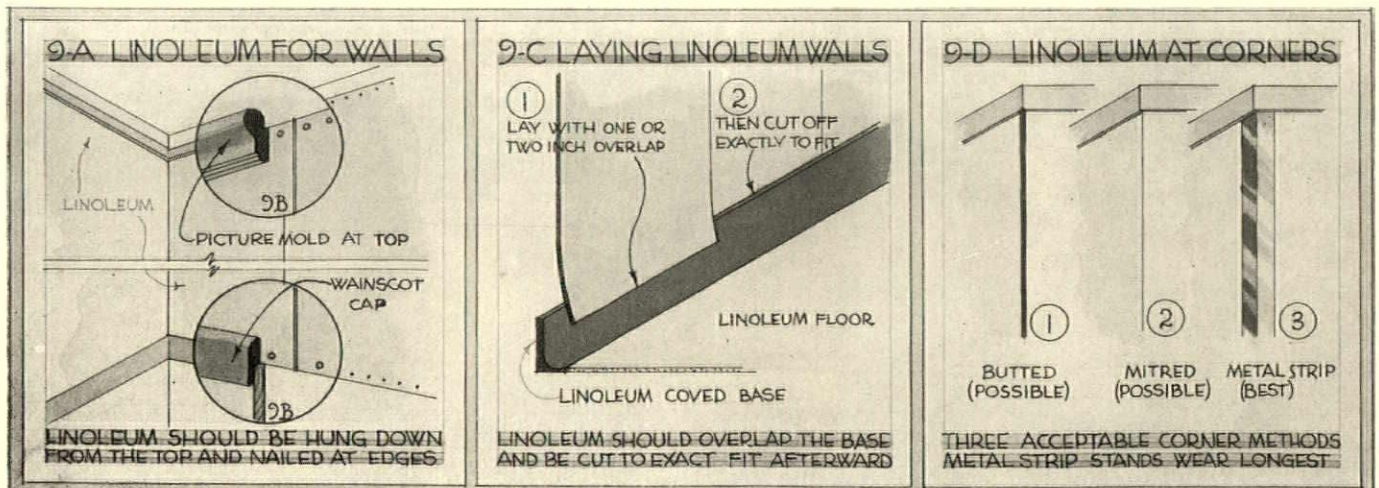 9-A LINOLEUM FOR WALLS
LINOLEUM
9B
PICTURE MOLD AT TOP
WAINSCOT
CAP
9B
LINOLEUM SHOULD BE HUNG DOWN
FROM THE TOP AND NAILED AT EDGES
9-C LAYING LINOLEUM WALLS
1
LAY WITH ONE OR
TWO INCH OVERLAP
2
THEN CUT OFF
EXACTLY TO FIT
LINOLEUM FLOOR
LINOLEUM COVED BASE
LINOLEUM SHOULD OVERLAP THE BASE
AND BE CUT TO EXACT FIT AFTERWARD
9-D LINOLEUM AT CORNERS
1
BUTTED
(POSSIBLE)
2
MITRED
(POSSIBLE)
3
METAL STRIP
(BEST)
THREE ACCEPTABLE CORNER METHODS
METAL STRIP STANDS WEAR LONGEST